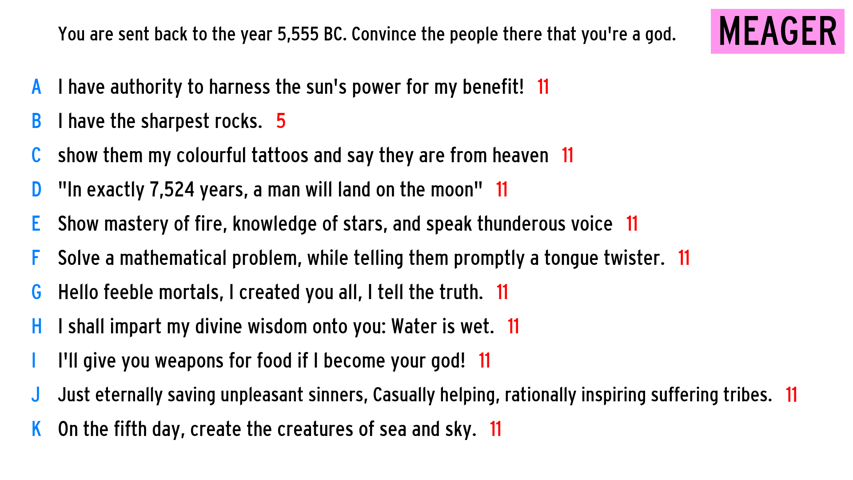 You are sent back to the year 5,555 BC. Convince the people there that you're a god.
MEAGER
A I have authority to harness the sun's power for my benefit! 11
B I have the sharpest rocks. 5
C show them my colourful tattoos and say they are from heaven 11
D "In exactly 7,524 years, a man will land on the moon" 11
E Show mastery of fire, knowledge of stars, and speak thunderous voice 11
F Solve a mathematical problem, while telling them promptly a tongue twister. 11
G Hello feeble mortals, I created you all, I tell the truth. 11
H I shall impart my divine wisdom onto you: Water is wet. 11
I I'll give you weapons for food if I become your god! 11
J Just eternally saving unpleasant sinners, Casually helping, rationally inspiring suffering tribes. 11
K On the fifth day, create the creatures of sea and sky. 11